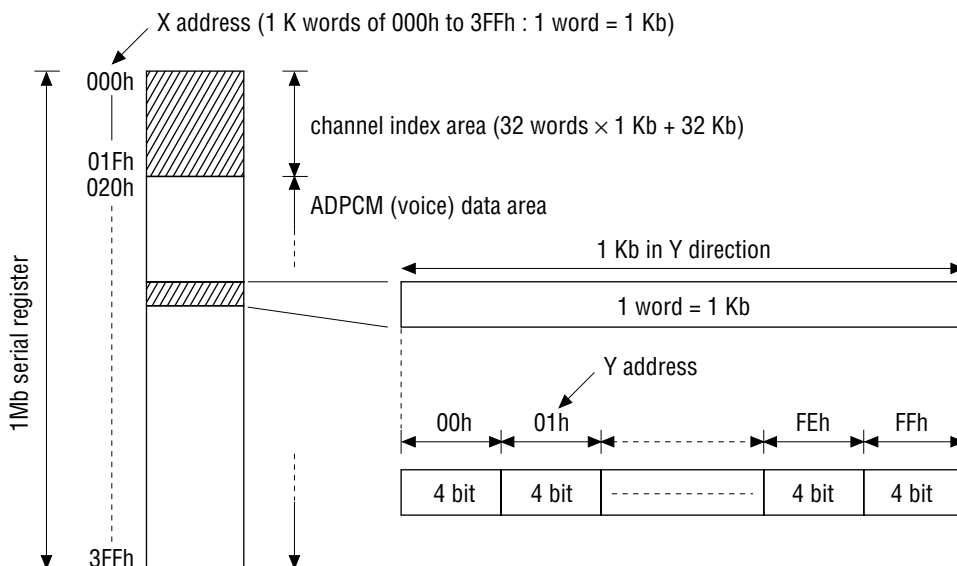 X address (1 K words of 000h to 3FFh : 1 word = 1 Kb)
000h
channel index area (32 words × 1 Kb + 32 Kb)
01Fh
020h
ADPCM (voice) data area
1Mb serial register
1 Kb in Y direction
1 word = 1 Kb
Y address
00h 01h FEh FFh
4 bit 4 bit 4 bit 4 bit
3FFh